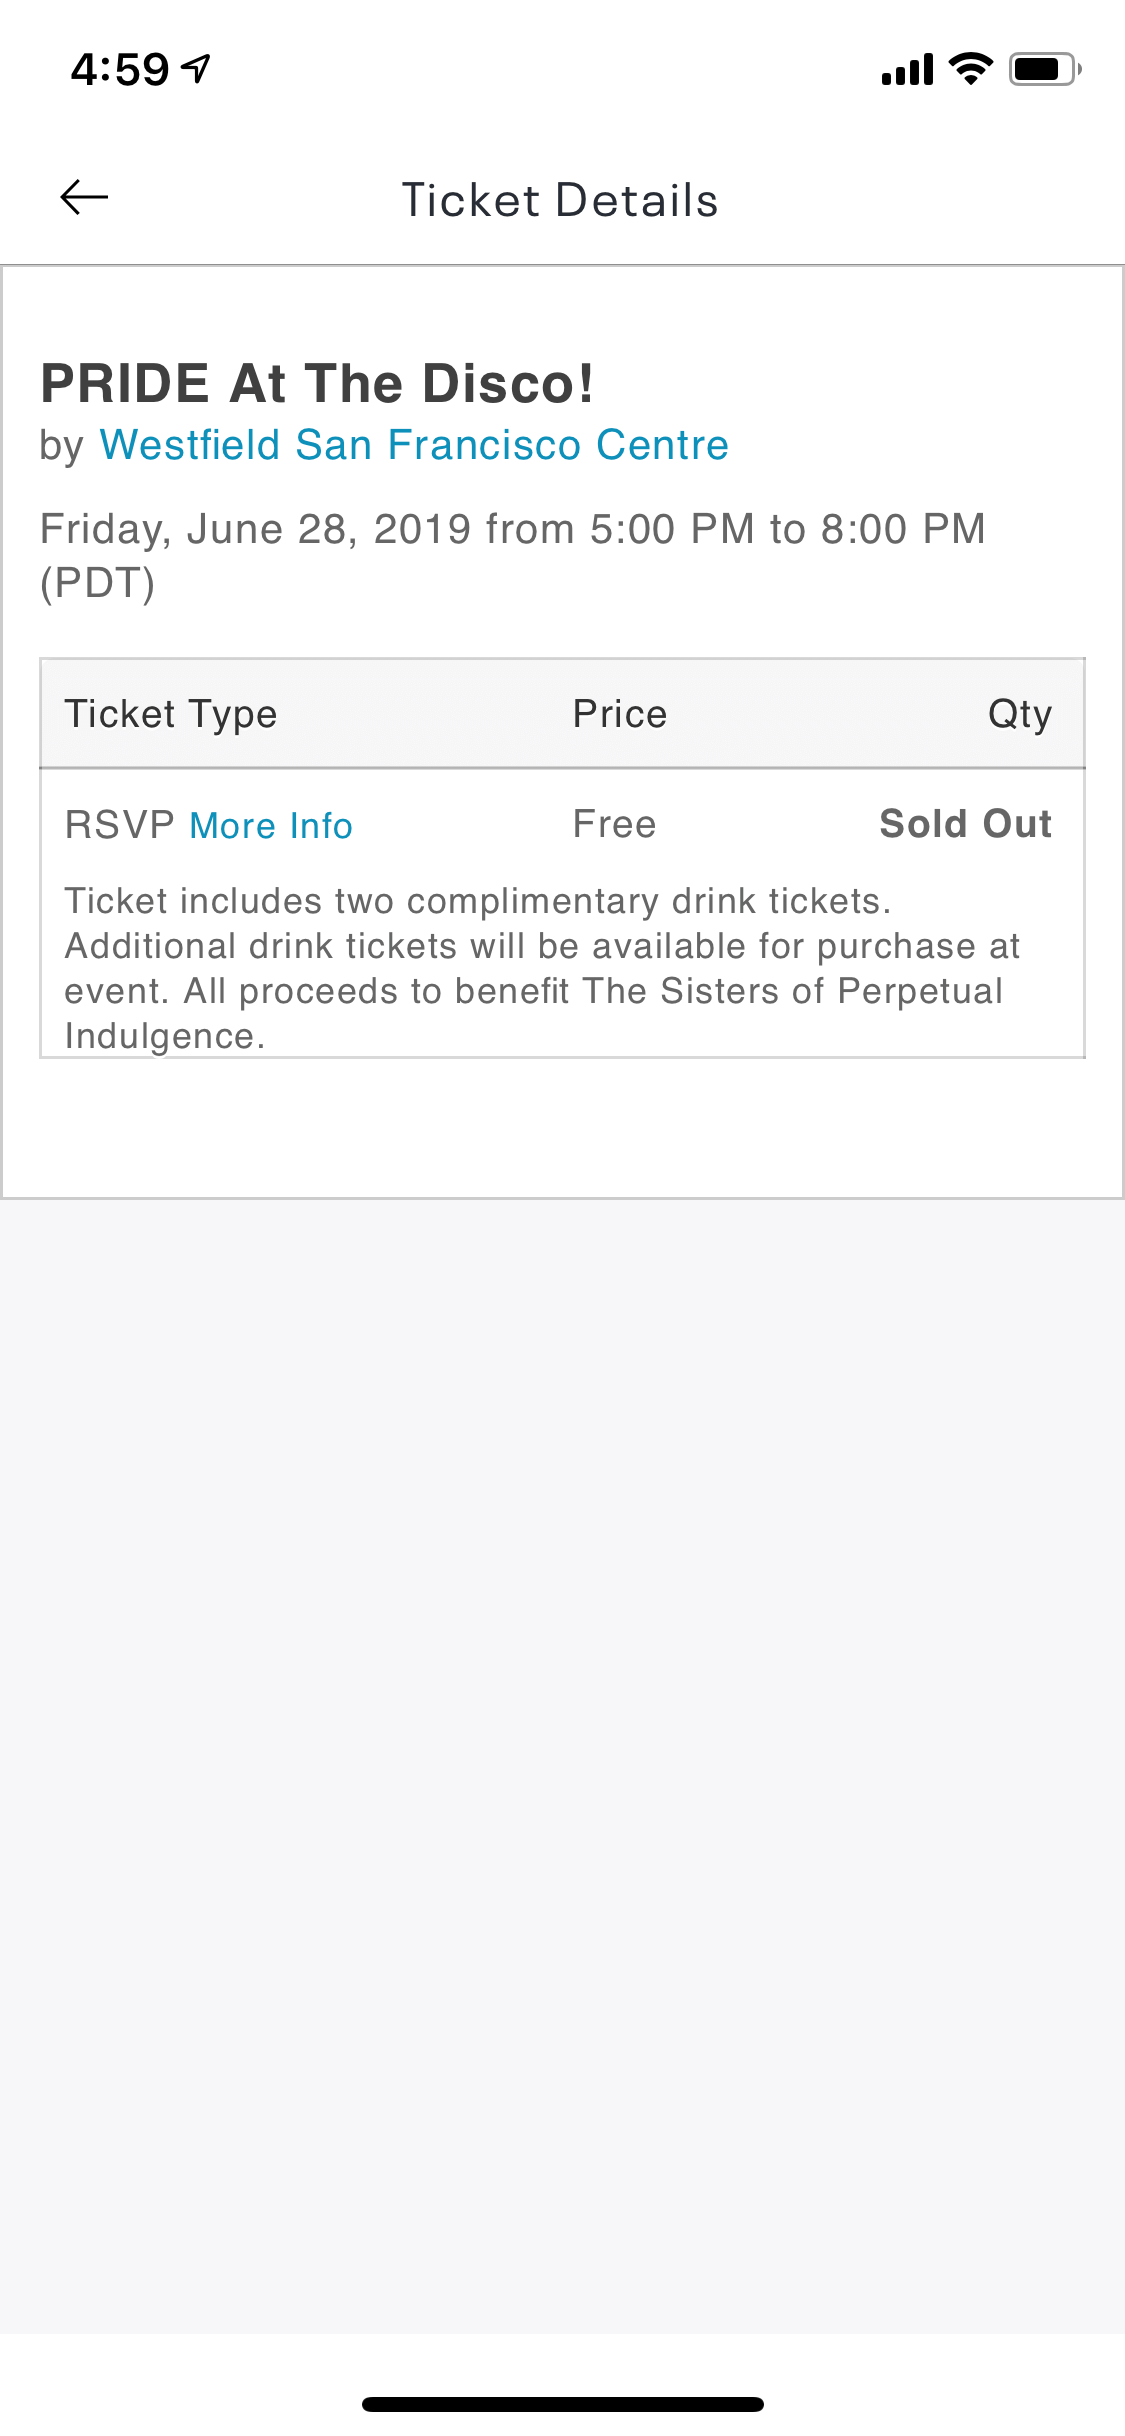 4:59
Ticket Details
PRIDE At The Disco!
by Westfield San Francisco Centre
Friday, June 28, 2019 from 5:00 PM to 8:00 PM
(PDT)
Ticket Type Price Qty
RSVP More Info Free Sold Out
Ticket includes two complimentary drink tickets.
Additional drink tickets will be available for purchase at
event. All proceeds to benefit The Sisters of Perpetual
Indulgence.